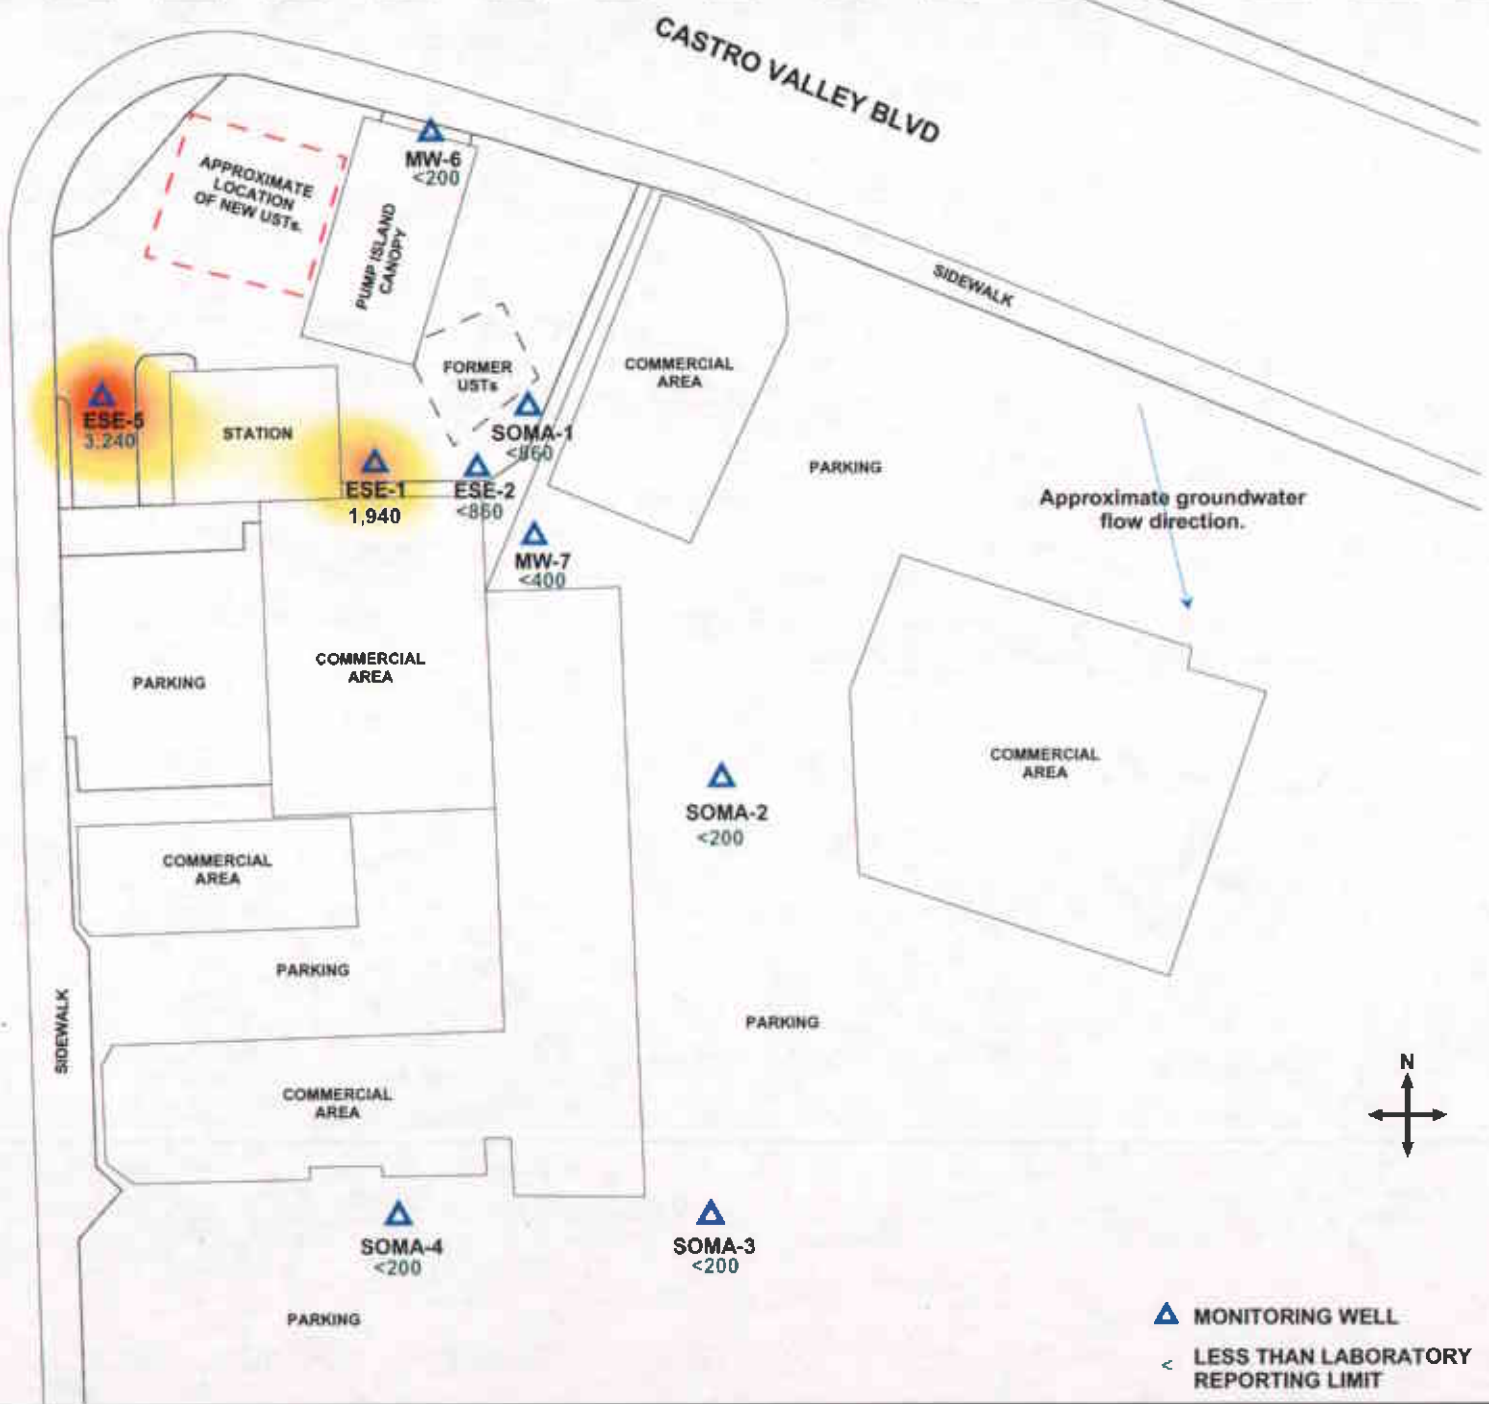 CASTRO VALLEY BLVD
MW-6
<200
APPROXIMATE
LOCATION
OF NEW USTs.
PUMP ISLAND
CANOPY
SIDEWALK
FORMER
USTs
COMMERCIAL
AREA
ESE-5
3,240
STATION
SOMA-1
<860
PARKING
ESE-1
1,940
ESE-2
<860
Approximate groundwater
flow direction.
MW-7
<400
PARKING
COMMERCIAL
AREA
COMMERCIAL
AREA
SOMA-2
<200
COMMERCIAL
AREA
PARKING
SIDEWALK
PARKING
COMMERCIAL
AREA
N
SOMA-4
<200
SOMA-3
<200
PARKING
MONITORING WELL
< LESS THAN LABORATORY
REPORTING LIMIT